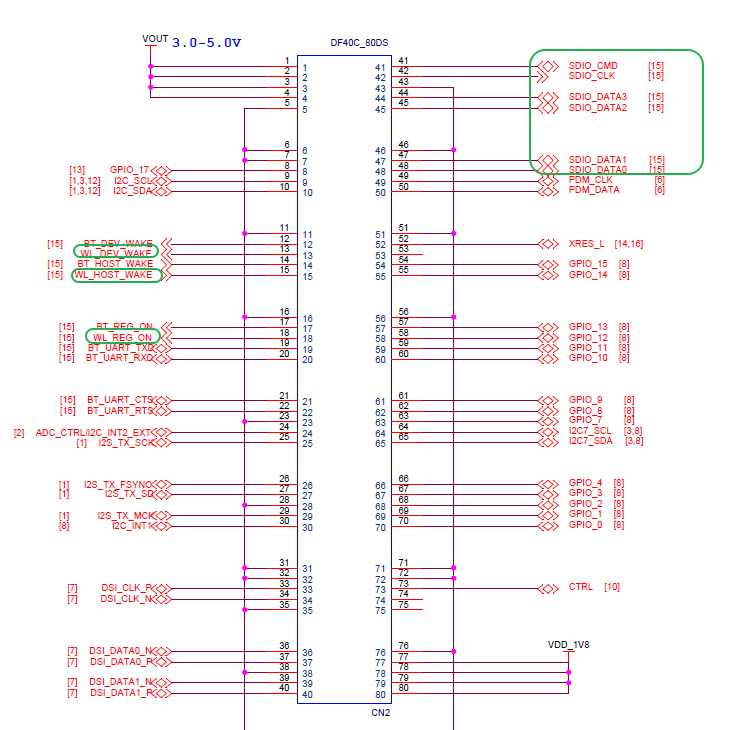 VOUT 3.0-5.0V DF40C_80DS
1 1 41 41 SDIO_CMD [15]
2 2 42 42 SDIO_CLK [15]
3 3 43 43
4 4 44 44 SDIO_DATA3 [15]
5 5 45 45 SDIO_DATA2 [15]
6 6 46 46
7 7 47 47 SDIO_DATA1 [15]
[13] GPIO_17 8 8 48 48 SDIO_DATA0 [15]
[1,3,12] I2C_SCL 9 9 49 49 PDM_CLK [6]
[1,3,12] I2C_SDA 10 10 50 50 PDM_DATA [6]
11 11 51 51
[15] BT_DEV_WAKE 12 12 52 52 XRES_L [14,16]
WL_DEV_WAKE 13 13 53 53
[15] BT_HOST_WAKE 14 14 54 54 GPIO_15 [8]
[15] WL_HOST_WAKE 15 15 55 55 GPIO_14 [8]
16 16 56 56
[15] BT_REG_ON 17 17 57 57 GPIO_13 [8]
[15] WL_REG_ON 18 18 58 58 GPIO_12 [8]
[15] BT_UART_TXD 19 19 59 59 GPIO_11 [8]
[15] BT_UART_RXD 20 20 60 60 GPIO_10 [8]
[15] BT_UART_CTS 21 21 61 61 GPIO_9 [8]
[15] BT_UART_RTS 22 22 62 62 GPIO_8 [8]
23 23 63 63 GPIO_7 [8]
[2] ADC_CTRL/I2C_INT2_EXT 24 24 64 64 I2C7_SCL [3,8]
[1] I2S_TX_SCK 25 25 65 65 I2C7_SDA [3,8]
[1] I2S_TX_FSYNC 26 26 66 66 GPIO_4 [8]
[1] I2S_TX_SD 27 27 67 67 GPIO_3 [8]
28 28 68 68 GPIO_2 [8]
[1] I2S_TX_MCK 29 29 69 69 GPIO_1 [8]
[8] I2C_INT1 30 30 70 70 GPIO_0 [8]
31 31 71 71
32 32 72 72
[7] DSI_CLK_P 33 33 73 73 CTRL [10]
[7] DSI_CLK_N 34 34 74 74
35 35 75 75
[7] DSI_DATA0_N 36 36 76 76 VDD_1V8
[7] DSI_DATA0_P 37 37 77 77
38 38 78 78
[7] DSI_DATA1_N 39 39 79 79
[7] DSI_DATA1_P 40 40 80 80
CN2